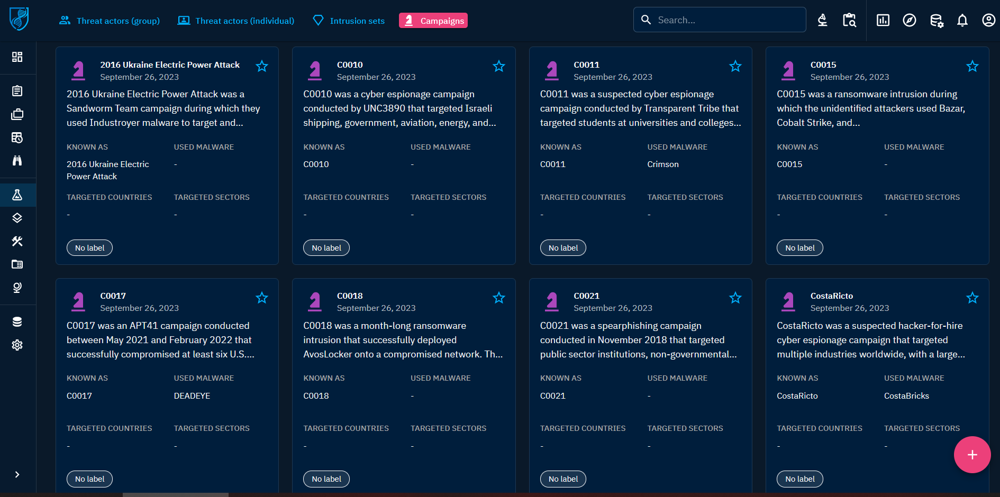 Threat actors (group)
Threat actors (individual)
Intrusion sets
Campaigns
Search...
2016 Ukraine Electric Power Attack
September 26, 2023
2016 Ukraine Electric Power Attack was a
Sandworm Team campaign during which they
used Industroyer malware to target and...
KNOWN AS
USED MALWARE
2016 Ukraine Electric
Power Attack
-
TARGETED COUNTRIES
TARGETED SECTORS
-
-
No label
C0010
September 26, 2023
C0010 was a cyber espionage campaign
conducted by UNC3890 that targeted Israeli
shipping, government, aviation, energy, and...
KNOWN AS
USED MALWARE
C0010
-
TARGETED COUNTRIES
TARGETED SECTORS
-
-
No label
C0011
September 26, 2023
C0011 was a suspected cyber espionage
campaign conducted by Transparent Tribe that
targeted students at universities and colleges...
KNOWN AS
USED MALWARE
C0011
Crimson
TARGETED COUNTRIES
TARGETED SECTORS
-
-
No label
C0015
September 26, 2023
C0015 was a ransomware intrusion during
which the unidentified attackers used Bazar,
Cobalt Strike, and...
KNOWN AS
USED MALWARE
C0015
-
TARGETED COUNTRIES
TARGETED SECTORS
-
-
No label
C0017
September 26, 2023
C0017 was an APT41 campaign conducted
between May 2021 and February 2022 that
successfully compromised at least six U.S....
KNOWN AS
USED MALWARE
C0017
DEADEYE
TARGETED COUNTRIES
TARGETED SECTORS
-
-
No label
C0018
September 26, 2023
C0018 was a month-long ransomware
intrusion that successfully deployed
AvosLocker onto a compromised network. Th...
KNOWN AS
USED MALWARE
C0018
-
TARGETED COUNTRIES
TARGETED SECTORS
-
-
No label
C0021
September 26, 2023
C0021 was a spearphishing campaign
conducted in November 2018 that targeted
public sector institutions, non-governmental...
KNOWN AS
USED MALWARE
C0021
-
TARGETED COUNTRIES
TARGETED SECTORS
-
-
No label
CostaRicto
September 26, 2023
CostaRicto was a suspected hacker-for-hire
cyber espionage campaign that targeted
multiple industries worldwide, with a large...
KNOWN AS
USED MALWARE
CostaRicto
CostaBricks
TARGETED COUNTRIES
TARGETED SECTORS
-
-
No label